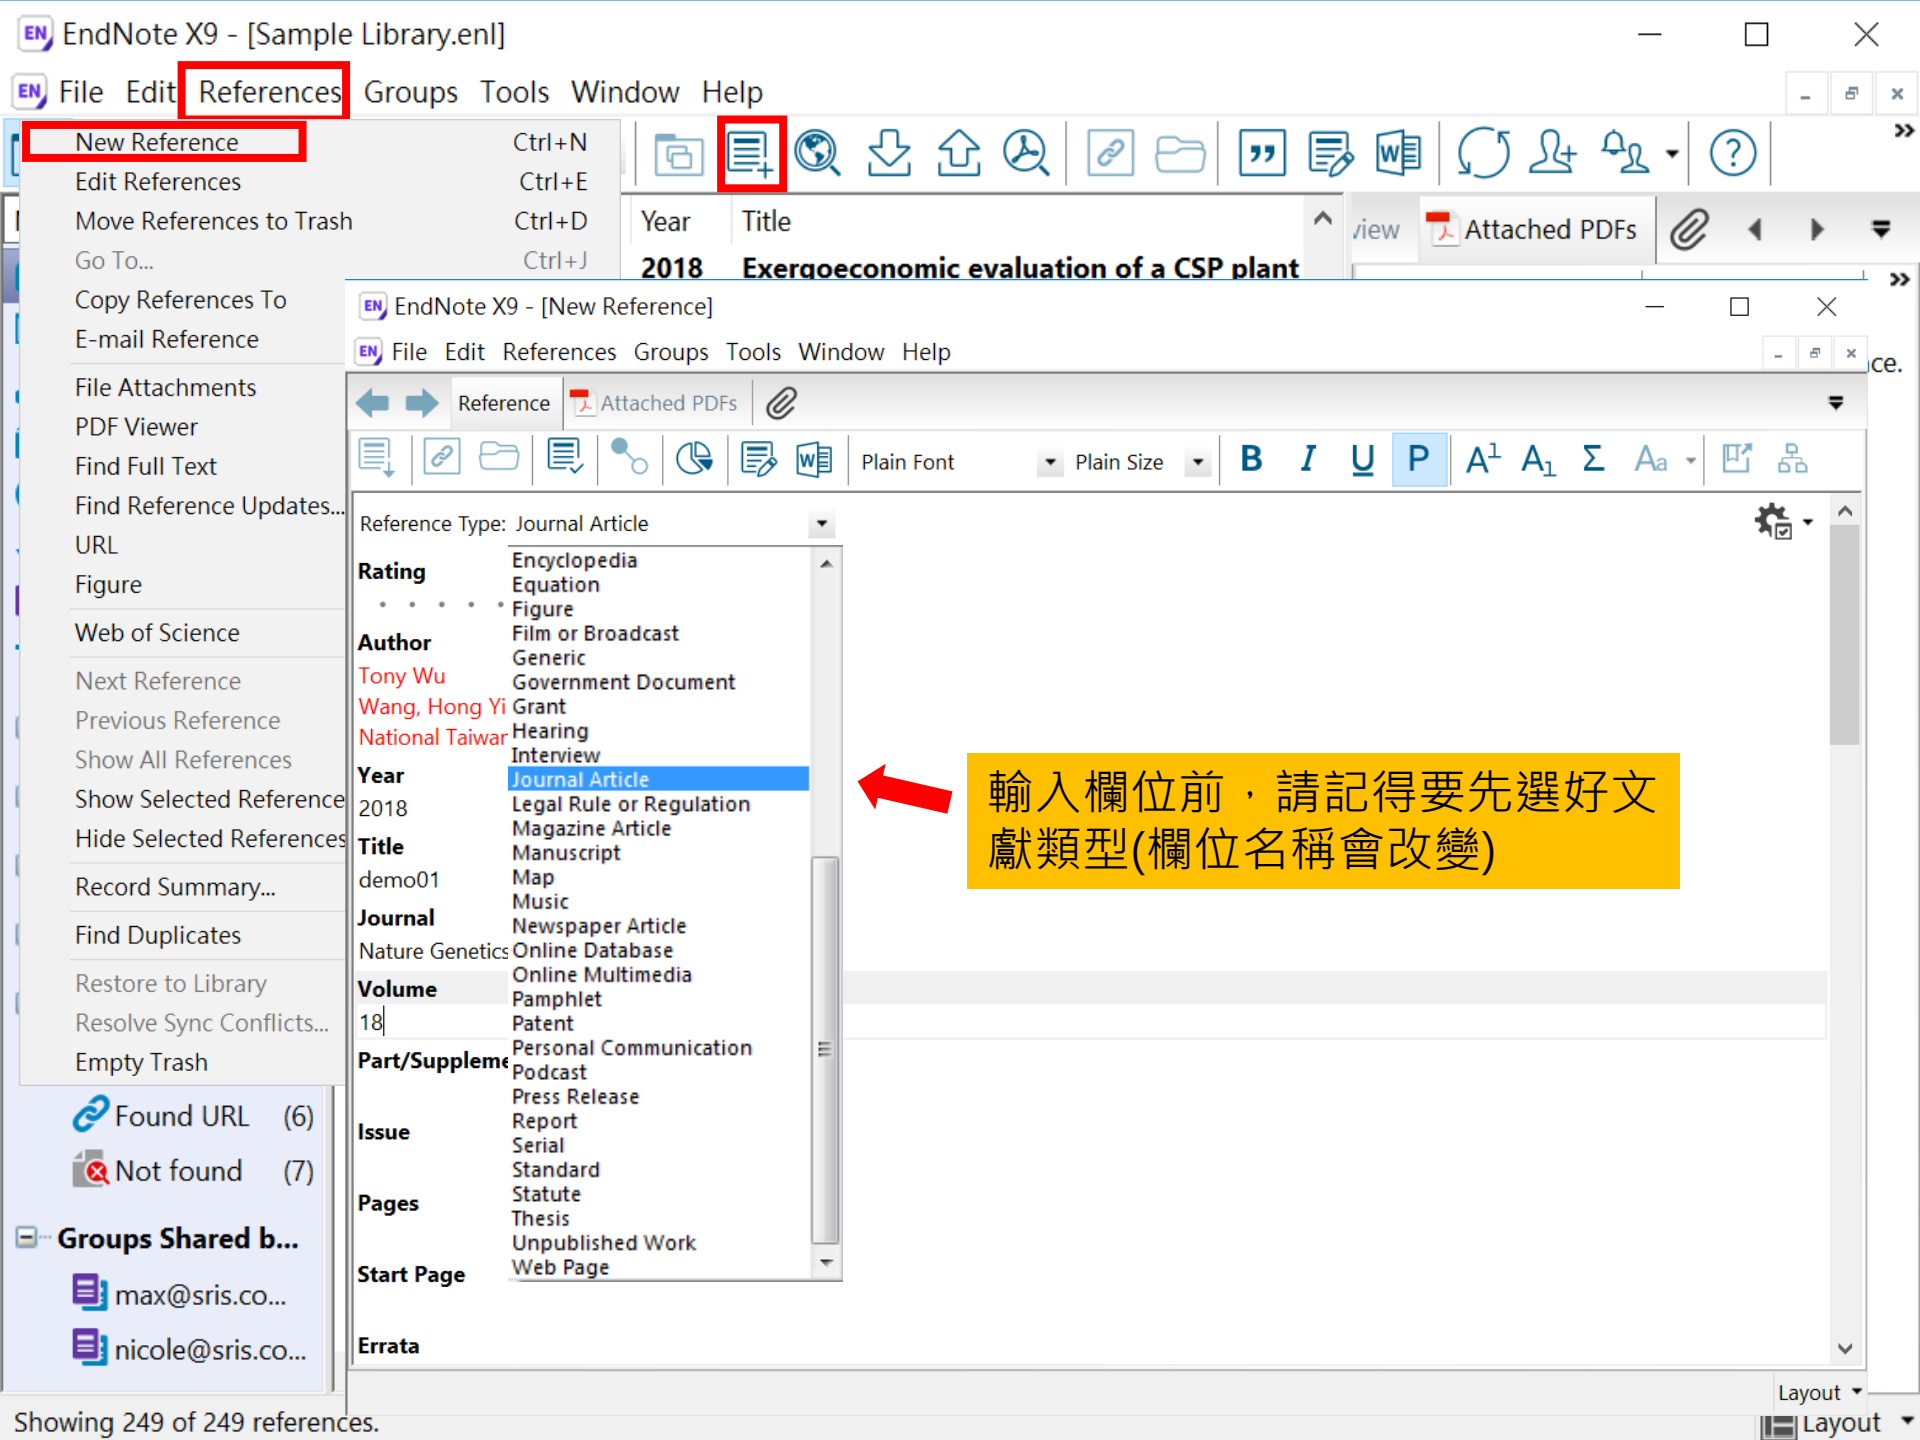 EndNote X9 - [Sample Library.enl]
File Edit References Groups Tools Window Help
New Reference Ctrl+N
Edit References Ctrl+E
Move References to Trash Ctrl+D
Go To... Ctrl+J
Copy References To
E-mail Reference
File Attachments
PDF Viewer
Find Full Text
Find Reference Updates...
URL
Figure
Web of Science
Next Reference
Previous Reference
Show All References
Show Selected Reference
Hide Selected References
Record Summary...
Find Duplicates
Restore to Library
Resolve Sync Conflicts...
Empty Trash
Found URL (6)
Not found (7)
Groups Shared b...
max@sris.co...
nicole@sris.co...
Showing 249 of 249 references.
Year Title
2018 Exergoeconomic evaluation of a CSP plant
view Attached PDFs
ce.
EndNote X9 - [New Reference]
File Edit References Groups Tools Window Help
Reference Attached PDFs
Plain Font Plain Size B I U P A1 A1 Σ Aa
Reference Type: Journal Article
Rating
Author
Tony Wu
Wang, Hong Yi
National Taiwan
Year
2018
Title
demo01
Journal
Nature Genetics
Volume
18
Part/Suppleme
Issue
Pages
Start Page
Errata
Encyclopedia
Equation
Figure
Film or Broadcast
Generic
Government Document
Grant
Hearing
Interview
Journal Article
Legal Rule or Regulation
Magazine Article
Manuscript
Map
Music
Newspaper Article
Online Database
Online Multimedia
Pamphlet
Patent
Personal Communication
Podcast
Press Release
Report
Serial
Standard
Statute
Thesis
Unpublished Work
Web Page
輸入欄位前，請記得要先選好文
獻類型(欄位名稱會改變)
Layout
Layout